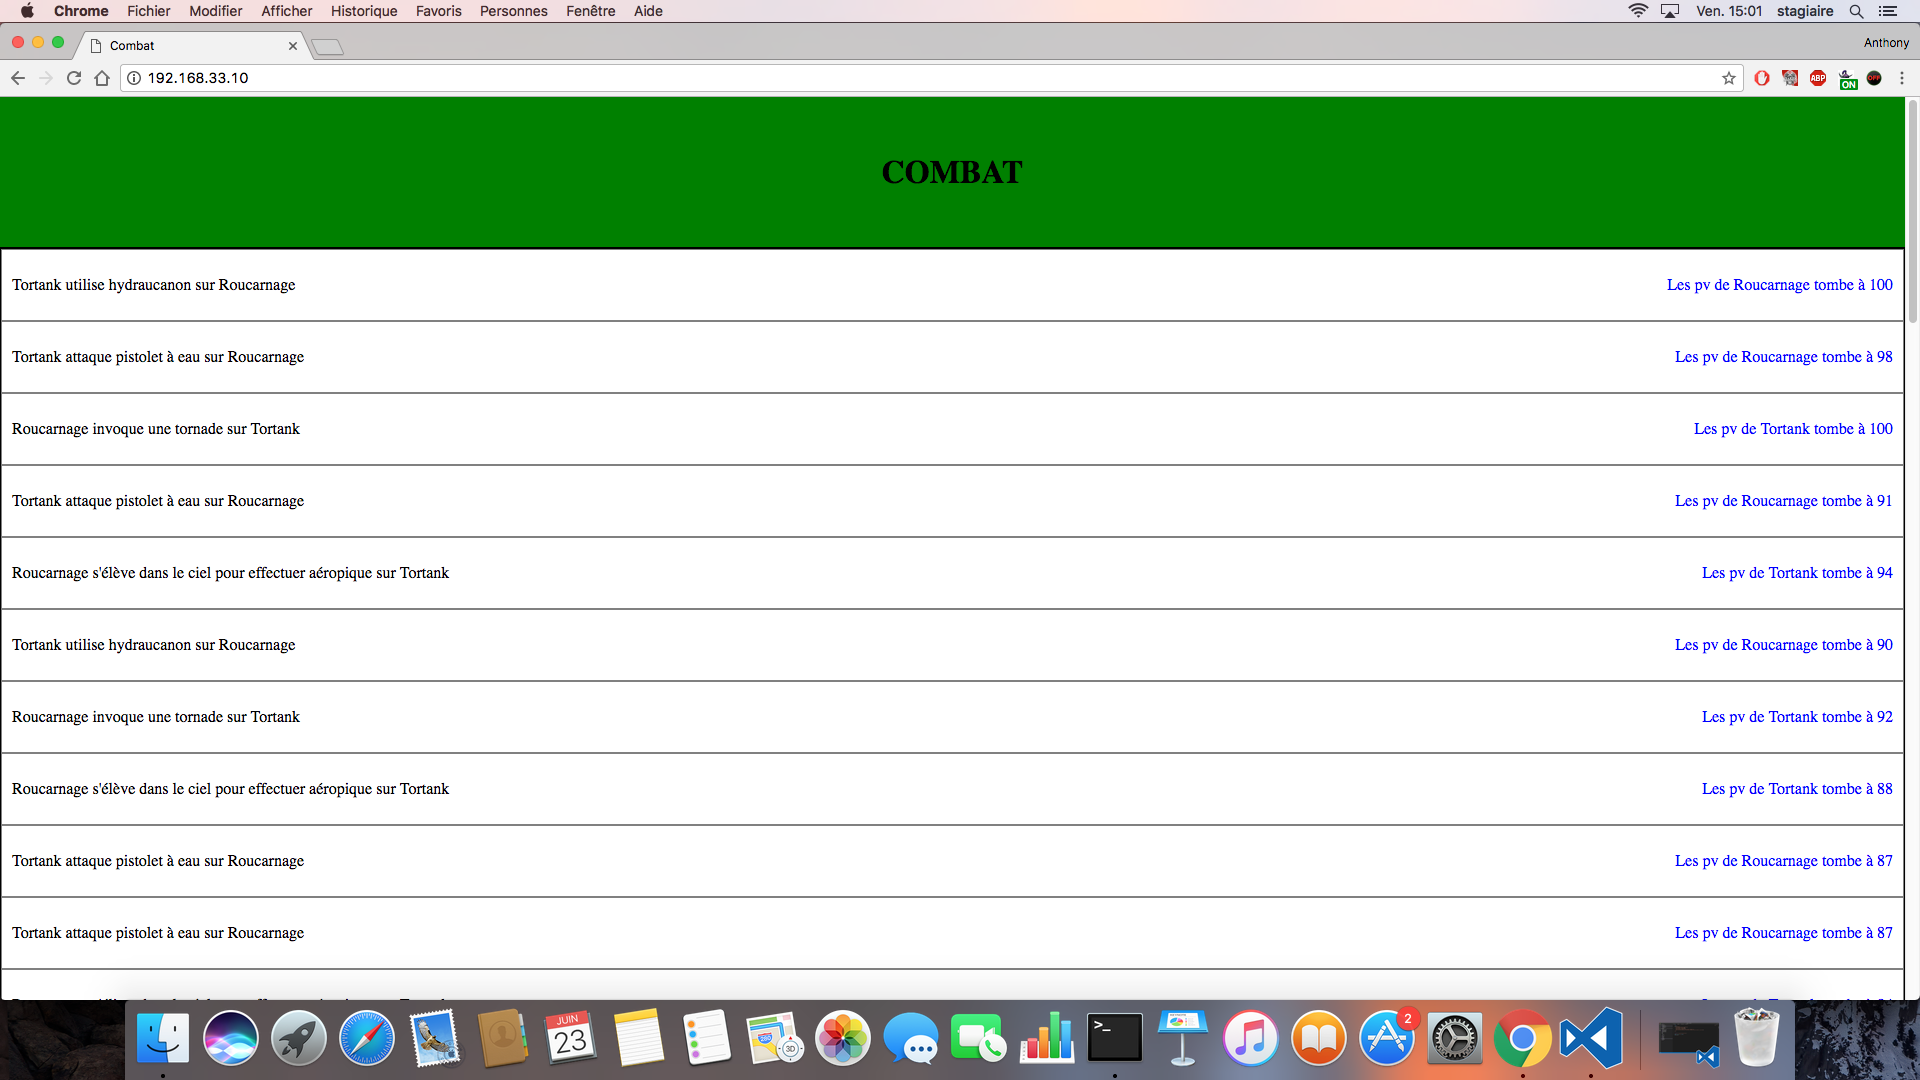 Chrome Fichier Modifier Afficher Historique Favoris Personnes Fenêtre Aide Ven. 15:01 stagiaire
Combat Anthony
192.168.33.10 ABP ON OFF
COMBAT
Tortank utilise hydraucanon sur Roucarnage Les pv de Roucarnage tombe à 100
Tortank attaque pistolet à eau sur Roucarnage Les pv de Roucarnage tombe à 98
Roucarnage invoque une tornade sur Tortank Les pv de Tortank tombe à 100
Tortank attaque pistolet à eau sur Roucarnage Les pv de Roucarnage tombe à 91
Roucarnage s'élève dans le ciel pour effectuer aéropique sur Tortank Les pv de Tortank tombe à 94
Tortank utilise hydraucanon sur Roucarnage Les pv de Roucarnage tombe à 90
Roucarnage invoque une tornade sur Tortank Les pv de Tortank tombe à 92
Roucarnage s'élève dans le ciel pour effectuer aéropique sur Tortank Les pv de Tortank tombe à 88
Tortank attaque pistolet à eau sur Roucarnage Les pv de Roucarnage tombe à 87
Tortank attaque pistolet à eau sur Roucarnage Les pv de Roucarnage tombe à 87
JUIN
23
280
3D
>_
2